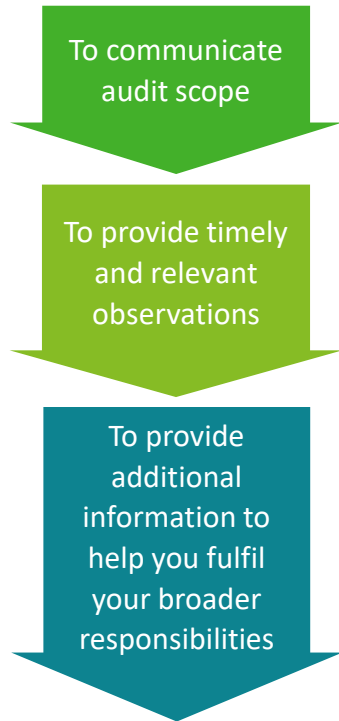 To communicate
audit scope
To provide timely
and relevant
observations
To provide
additional
information to
help you fulfil
your broader
responsibilities